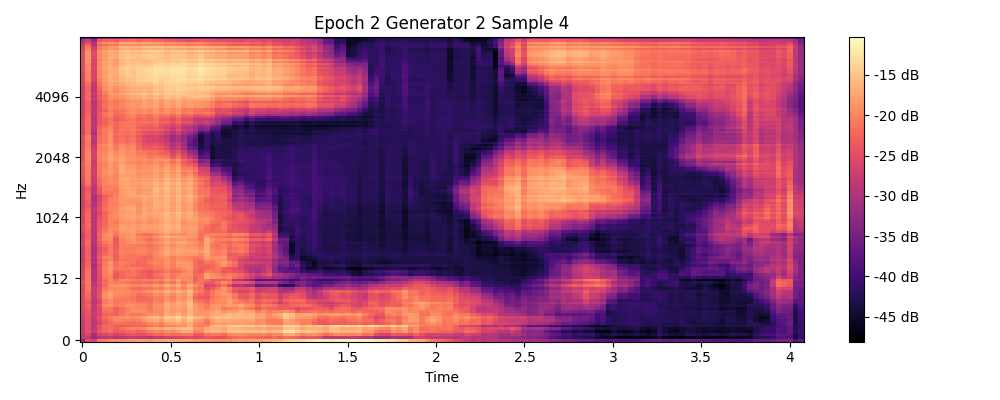 Epoch 2 Generator 2 Sample 4
Hz
4096
2048
1024
512
0
0 0.5 1 1.5 2 2.5 3 3.5 4
Time
-15 dB
-20 dB
-25 dB
-30 dB
-35 dB
-40 dB
-45 dB